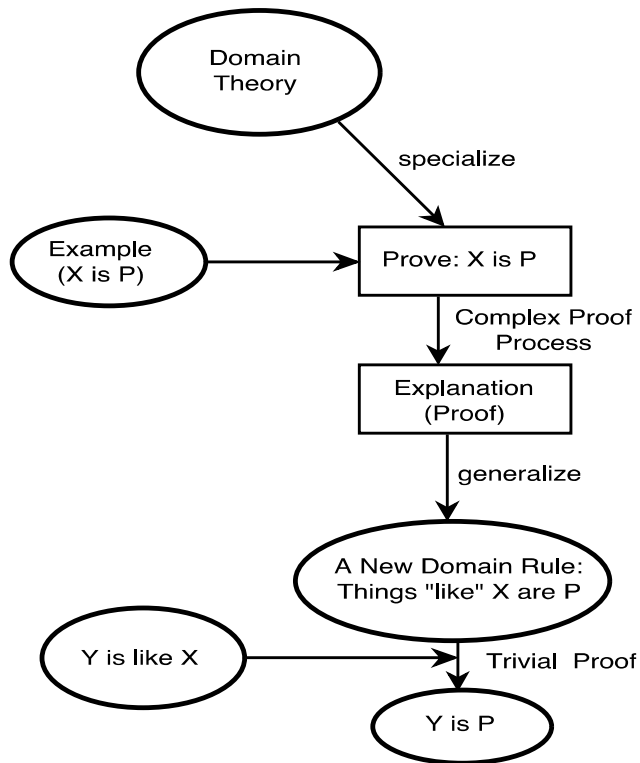 Domain
Theory
specialize
Example
(X is P)
Prove: X is P
Complex Proof
Process
Explanation
(Proof)
generalize
A New Domain Rule:
Things "like" X are P
Y is like X
Trivial Proof
Y is P